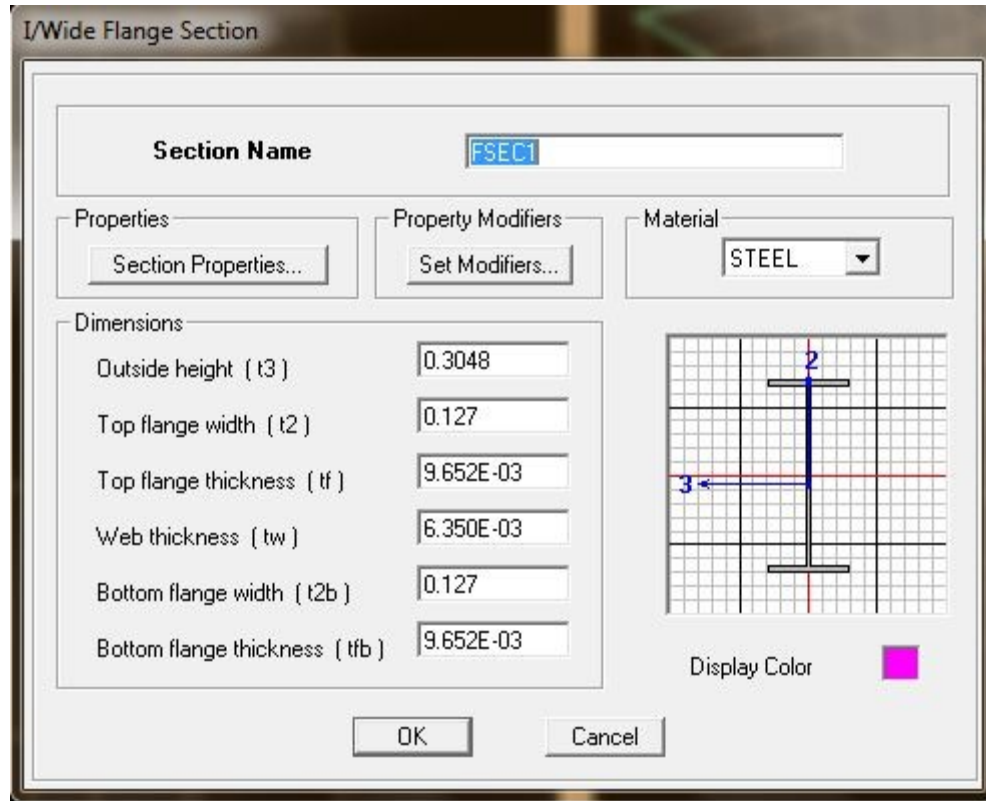 I/Wide Flange Section
Section Name FSEC1
Properties Property Modifiers Material
Section Properties... Set Modifiers... STEEL
Dimensions
Outside height ( t3 ) 0.3048
Top flange width ( t2 ) 0.127
Top flange thickness ( tf ) 9.652E-03
Web thickness ( tw ) 6.350E-03
Bottom flange width ( t2b ) 0.127
Bottom flange thickness ( tfb ) 9.652E-03
2
3
Display Color
OK Cancel